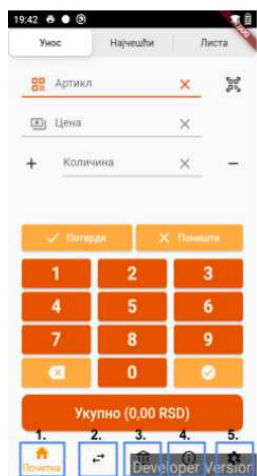 19:42
Унос Најчешћи Листа
Артикл
Цена
+ Количина −
Потврди Поништи
1 2 3
4 5 6
7 8 9
0
Укупно (0,00 RSD)
1. 2. 3. 4. 5.
Почетна
Developer Version